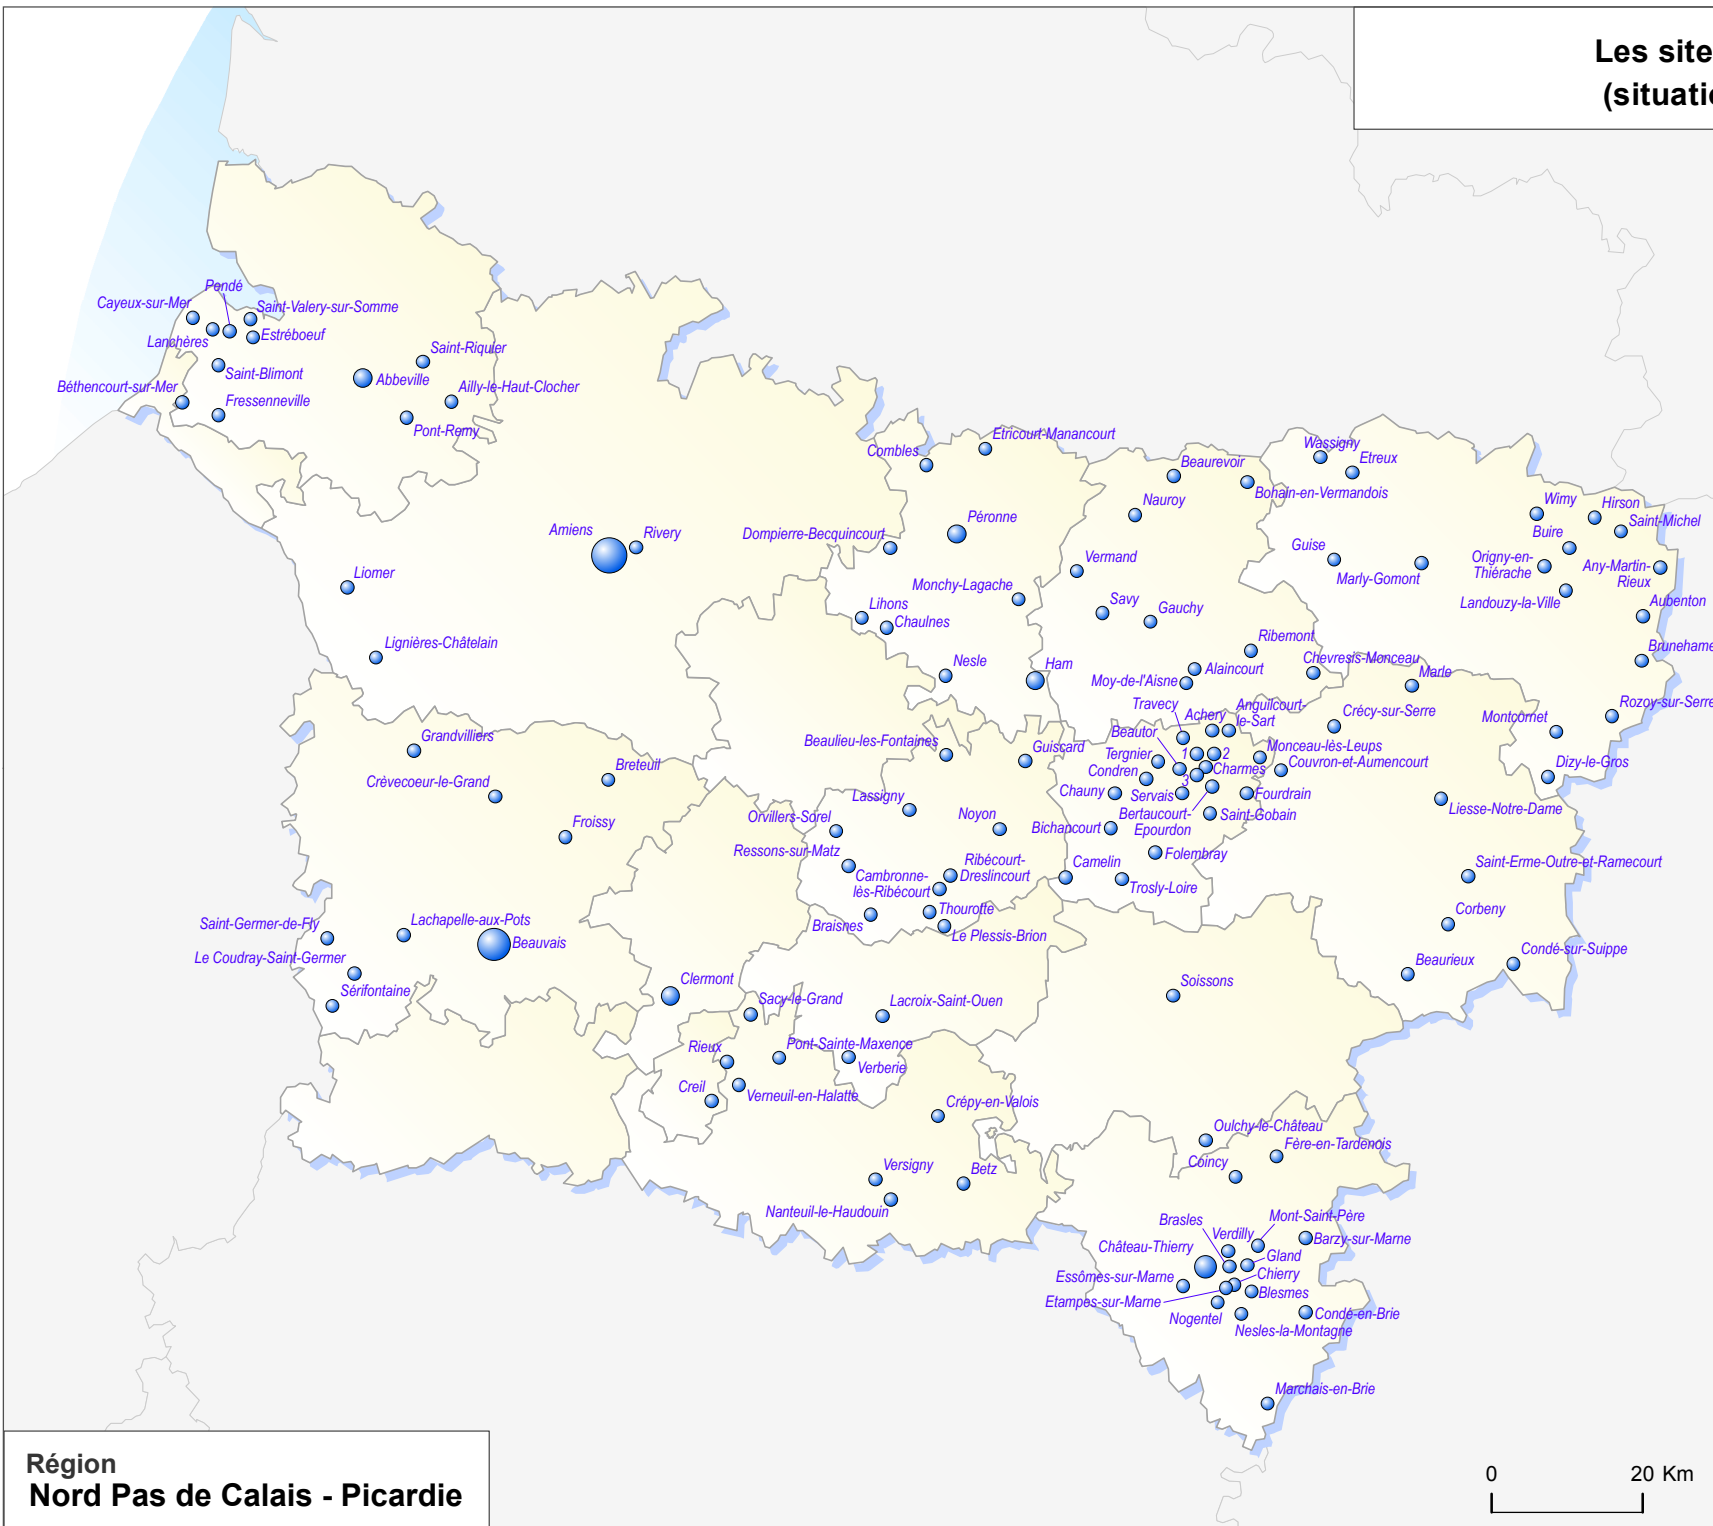 Les site
(situatio
Pendé
Cayeux-sur-Mer
Saint-Valery-sur-Somme
Lanchères
Estréboeuf
Saint-Riquier
Saint-Blimont
Abbeville
Béthencourt-sur-Mer
Ailly-le-Haut-Clocher
Fressenneville
Pont-Remy
Etricourt-Manancourt
Combles
Wassigny
Etreux
Beaurevoir
Bohain-en-Vermandois
Nauroy
Wimy
Hirson
Saint-Michel
Buire
Péronne
Amiens
Rivery
Dompierre-Becquincourt
Guise
Marly-Gomont
Origny-en-
Thiérache
Any-Martin-
Rieux
Vermand
Liomer
Monchy-Lagache
Landouzy-la-Ville
Aubenton
Lihons
Chaulnes
Savy
Gauchy
Lignières-Châtelain
Ribemont
Brunehame
Nesle
Ham
Alaincourt
Chevresis-Monceau
Marle
Moy-de-l'Aisne
Travecy
Achery
Anguilcourt-
le-Sart
Crécy-sur-Serre
Montcornet
Rozoy-sur-Serre
Grandvilliers
Beaulieu-les-Fontaines
Guiscard
Beautor
Tergnier
1
2
Monceau-lès-Leups
Breteuil
Condren
3
Charmes
Couvron-et-Aumencourt
Dizy-le-Gros
Crèvecoeur-le-Grand
Lassigny
Chauny
Servais
Fourdrain
Liesse-Notre-Dame
Froissy
Orvillers-Sorel
Noyon
Bichancourt
Bertaucourt-
Epourdon
Saint-Gobain
Ressons-sur-Matz
Folembray
Ribécourt-
Dreslincourt
Camelin
Saint-Erme-Outre-et-Ramecourt
Cambronne-
lès-Ribécourt
Trosly-Loire
Thourotte
Corbeny
Saint-Germer-de-Fly
Lachapelle-aux-Pots
Braisnes
Le Plessis-Brion
Beauvais
Condé-sur-Suippe
Le Coudray-Saint-Germer
Beaurieux
Clermont
Soissons
Sérifontaine
Sacy-le-Grand
Lacroix-Saint-Ouen
Rieux
Pont-Sainte-Maxence
Verberie
Creil
Verneuil-en-Halatte
Crépy-en-Valois
Oulchy-le-Château
Fère-en-Tardenois
Coincy
Versigny
Betz
Nanteuil-le-Haudouin
Brasles
Mont-Saint-Père
Verdilly
Barzy-sur-Marne
Château-Thierry
Gland
Essômes-sur-Marne
Chierry
Etampes-sur-Marne
Blesmes
Nogentel
Condé-en-Brie
Nesles-la-Montagne
Marchais-en-Brie
Région
Nord Pas de Calais - Picardie
0
20 Km